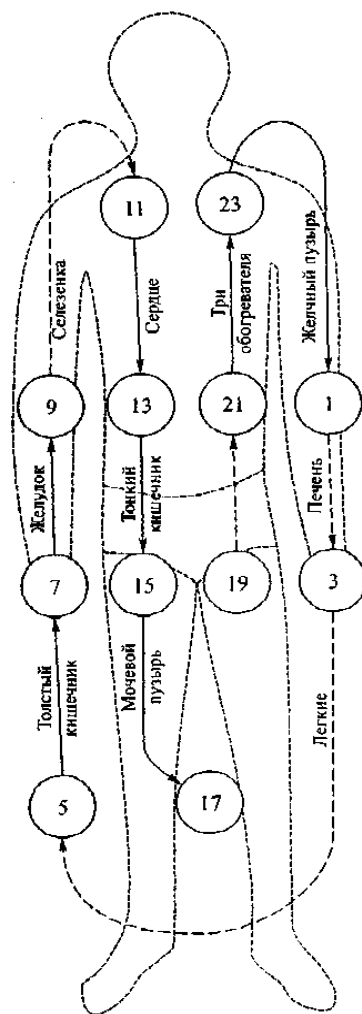 11
23
Селезенка
Сердце
Три
обогревателя
Желчный пузырь
9
13
21
1
Желудок
Тонкий
кишечник
Печень
7
15
19
3
Толстый
кишечник
Мочевой
пузырь
Легкие
5
17